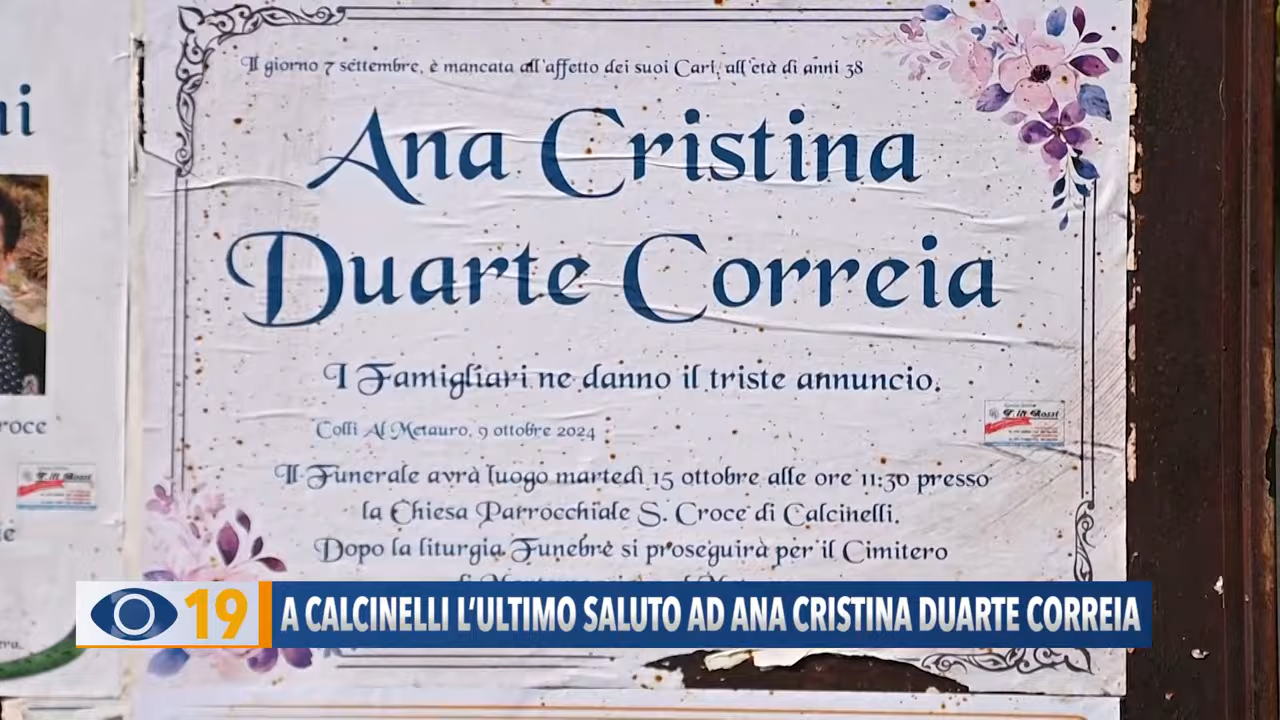 ni
Il giorno 7 settembre, è mancata all'affetto dei suoi Cari, all'età di anni 38
Ana Cristina
Duarte Correia
I Famigliari ne danno il triste annuncio.
Colli Al Metauro, 9 ottobre 2024
roce
Il Funerale avrà luogo martedì 15 ottobre alle ore 11:30 presso
la Chiesa Parrocchiale S. Croce di Calcinelli.
Dopo la liturgia Funebre si proseguirà per il Cimitero
19 A CALCINELLI L'ULTIMO SALUTO AD ANA CRISTINA DUARTE CORREIA